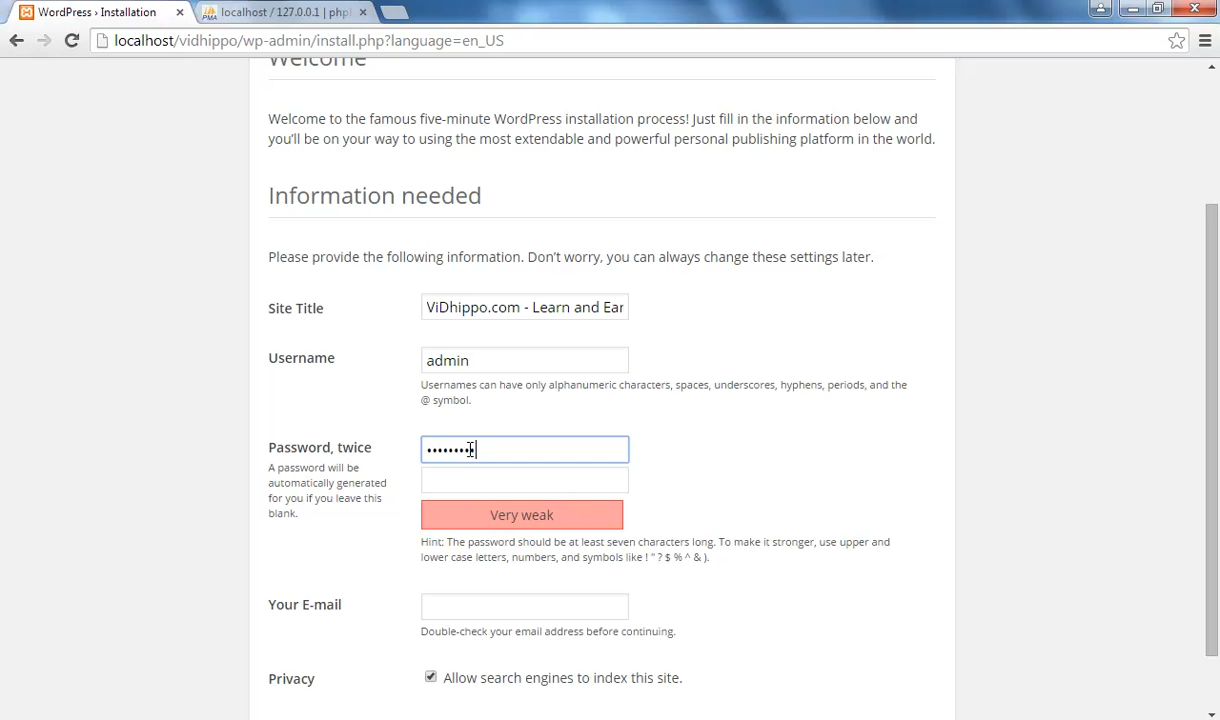 WordPress › Installation
localhost / 127.0.0.1 | phpl
localhost/vidhippo/wp-admin/install.php?language=en_US
Welcome
Welcome to the famous five-minute WordPress installation process! Just fill in the information below and
you'll be on your way to using the most extendable and powerful personal publishing platform in the world.
Information needed
Please provide the following information. Don't worry, you can always change these settings later.
Site Title
ViDhippo.com - Learn and Ear
Username
admin
Usernames can have only alphanumeric characters, spaces, underscores, hyphens, periods, and the
@ symbol.
Password, twice
A password will be
automatically generated
for you if you leave this
blank.
Very weak
Hint: The password should be at least seven characters long. To make it stronger, use upper and
lower case letters, numbers, and symbols like ! " ? $ % ^ & ).
Your E-mail
Double-check your email address before continuing.
Privacy
Allow search engines to index this site.